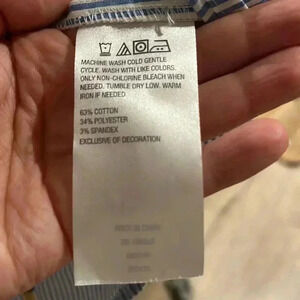 MACHINE WASH COLD GENTLE
CYCLE. WASH WITH LIKE COLORS.
ONLY NON-CHLORINE BLEACH WHEN
NEEDED. TUMBLE DRY LOW. WARM
IRON IF NEEDED
63% COTTON
34% POLYESTER
3% SPANDEX
EXCLUSIVE OF DECORATION